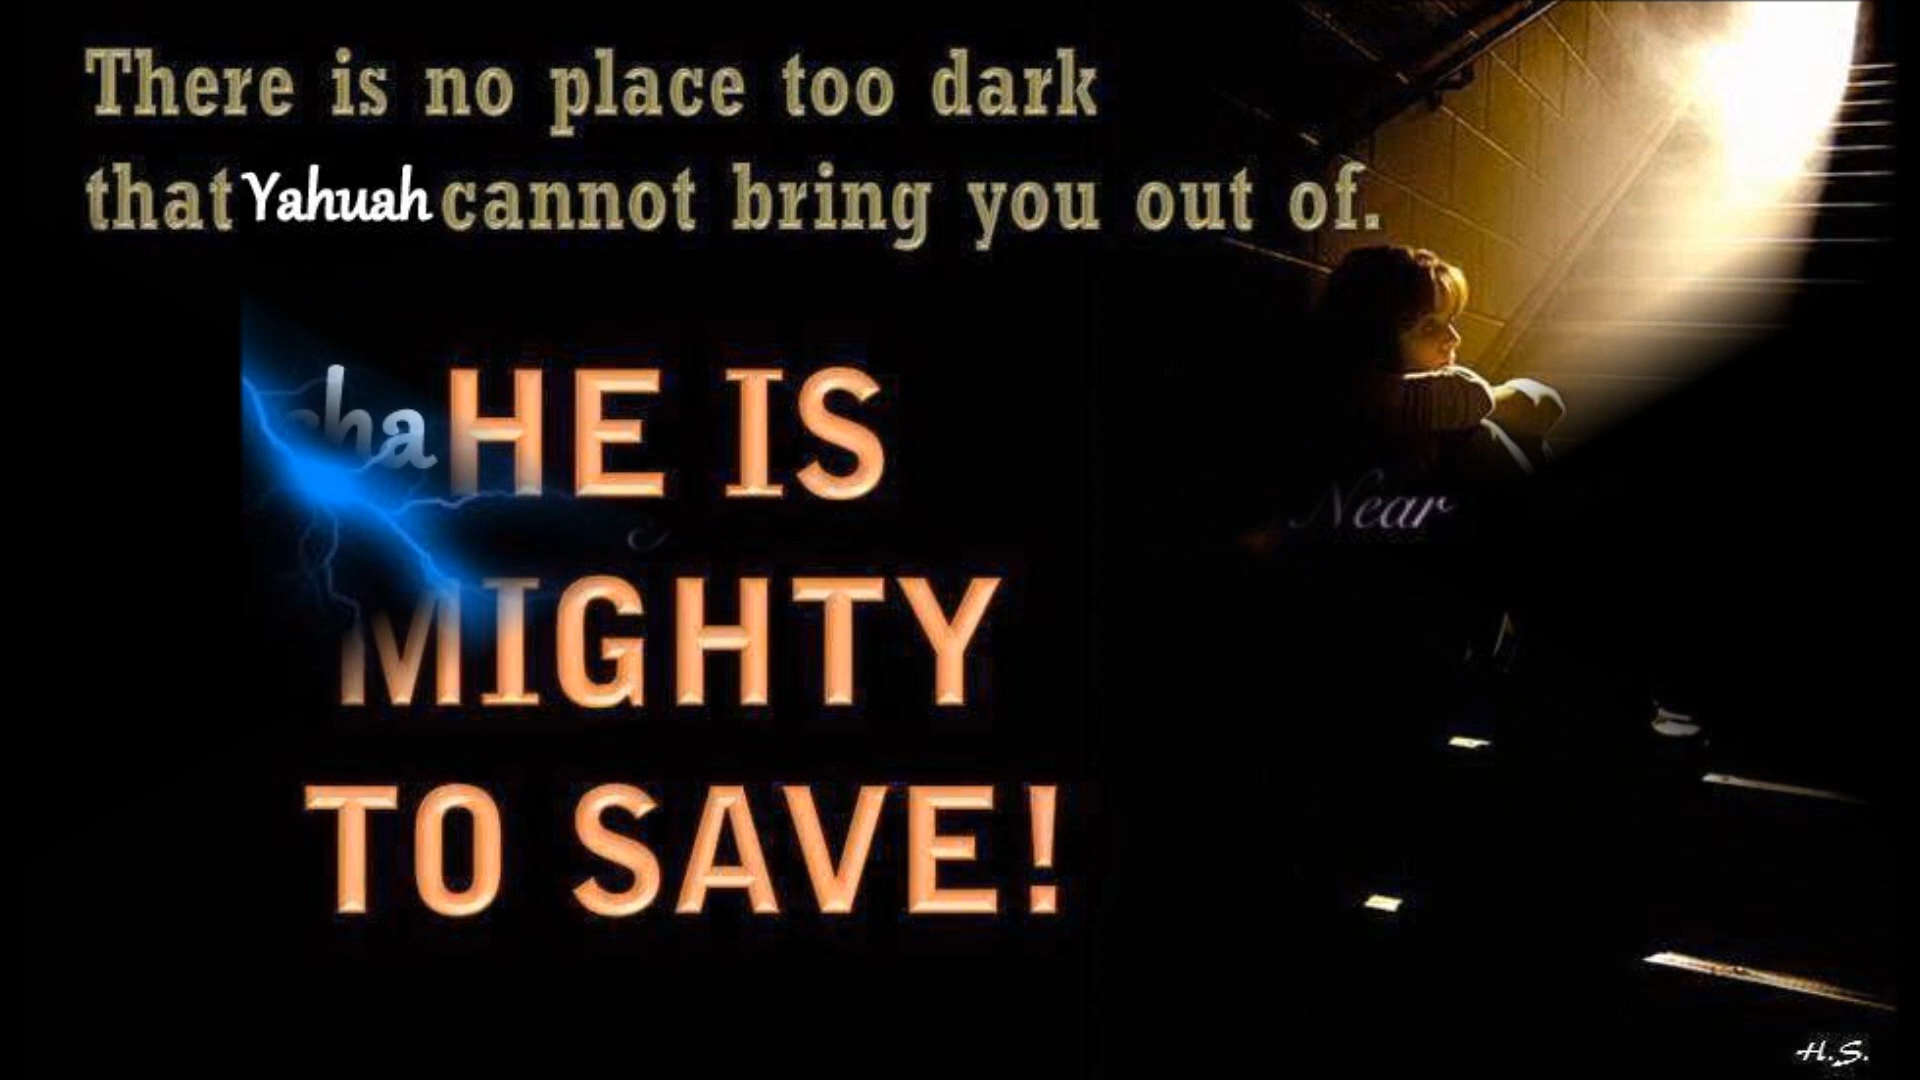 There is no place too dark
that Yahuah cannot bring you out of.
cha HE IS
Near
MIGHTY
TO SAVE!
H.S.